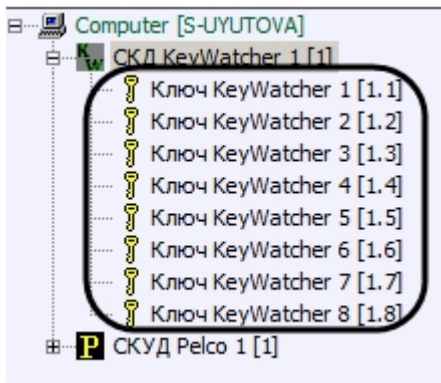 Computer [S-UYUTOVA]
СКД KeyWatcher 1 [1]
Ключ KeyWatcher 1 [1.1]
Ключ KeyWatcher 2 [1.2]
Ключ KeyWatcher 3 [1.3]
Ключ KeyWatcher 4 [1.4]
Ключ KeyWatcher 5 [1.5]
Ключ KeyWatcher 6 [1.6]
Ключ KeyWatcher 7 [1.7]
Ключ KeyWatcher 8 [1.8]
СКУД Pelco 1 [1]